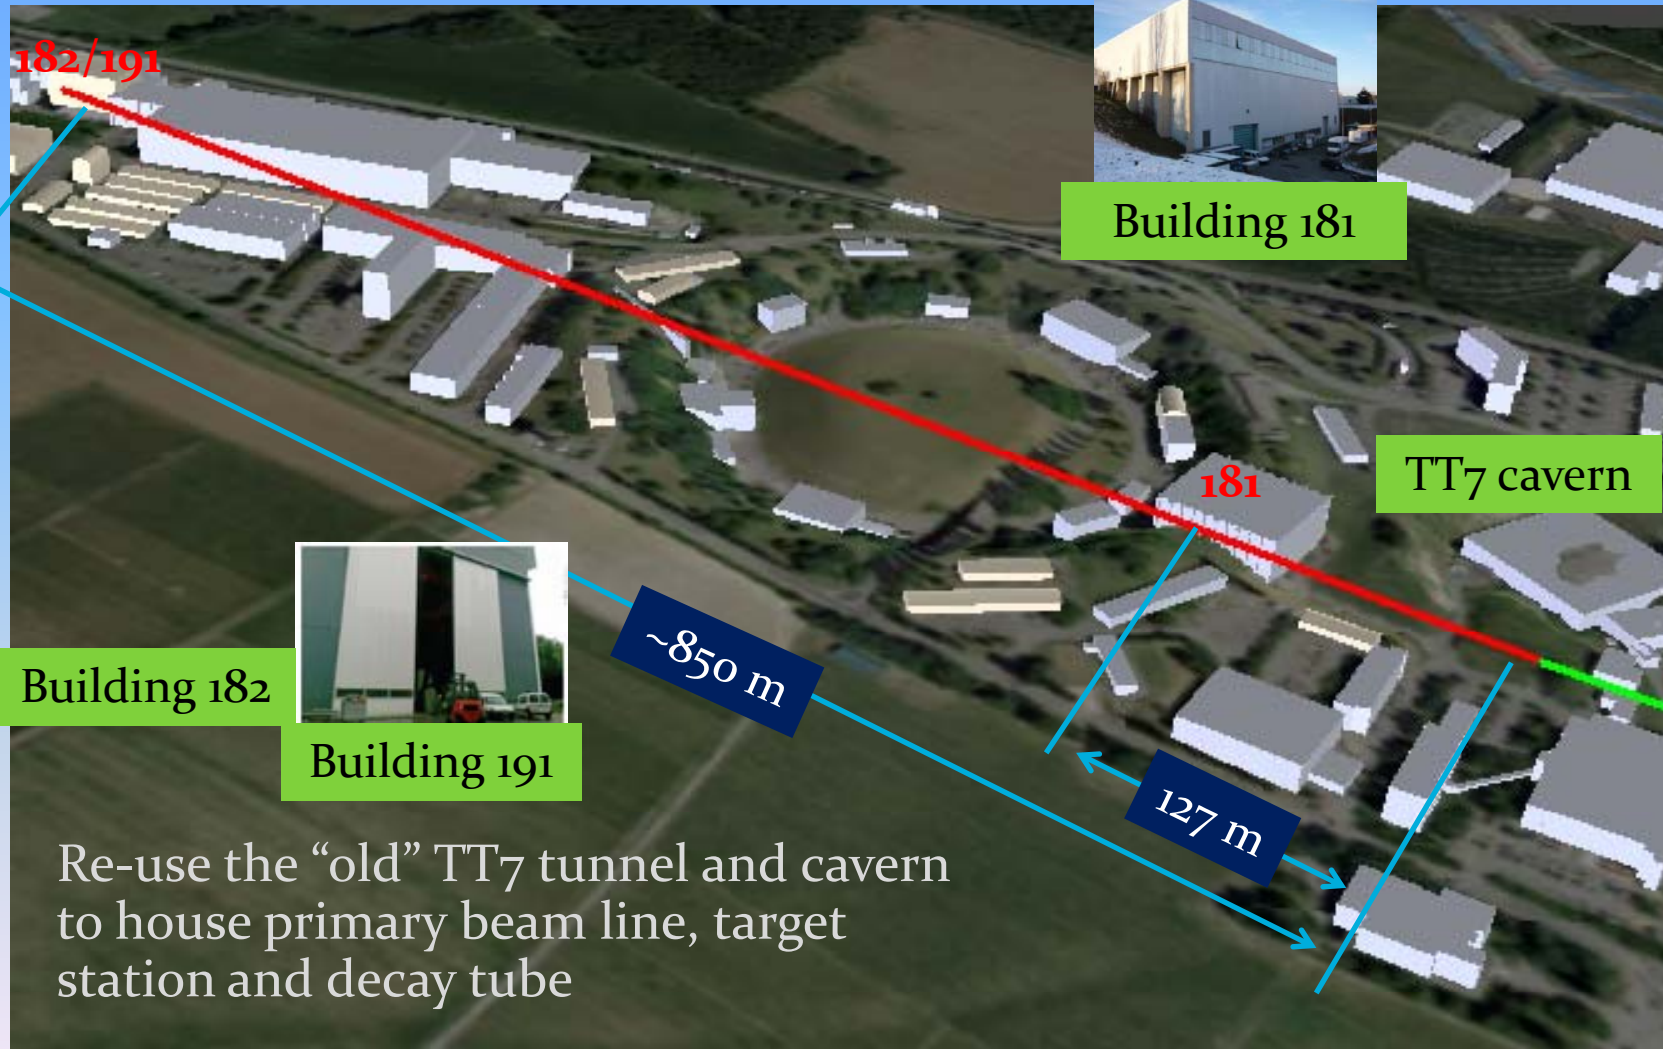 182/191
Building 181
181
TT7 cavern
~850 m
Building 182
Building 191
127 m
Re-use the “old” TT7 tunnel and cavern
to house primary beam line, target
station and decay tube